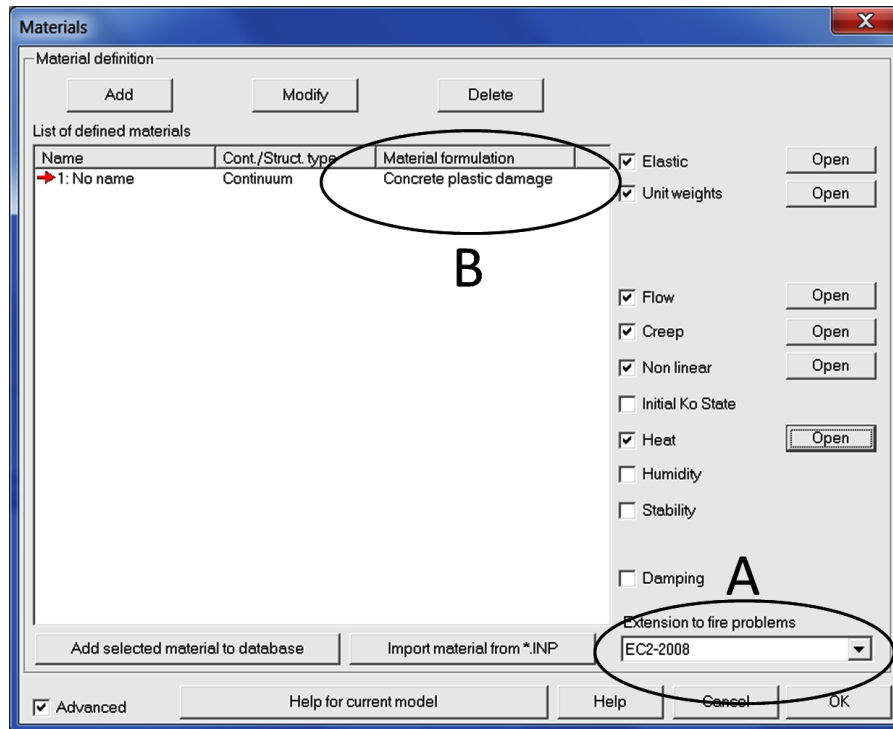 Materials
Material definition
Add Modify Delete
List of defined materials
Name Cont./Struct. type Material formulation
1: No name Continuum Concrete plastic damage
Elastic Open
Unit weights Open
B
Flow Open
Creep Open
Non linear Open
Initial Ko State
Heat Open
Humidity
Stability
Damping
A
Extension to fire problems
EC2-2008
Add selected material to database Import material from *.INP
Advanced Help for current model Help Cancel OK